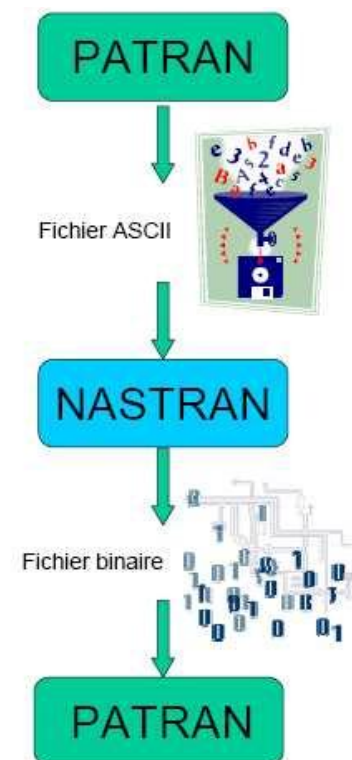 PATRAN
Fichier ASCII
NASTRAN
Fichier binaire
PATRAN